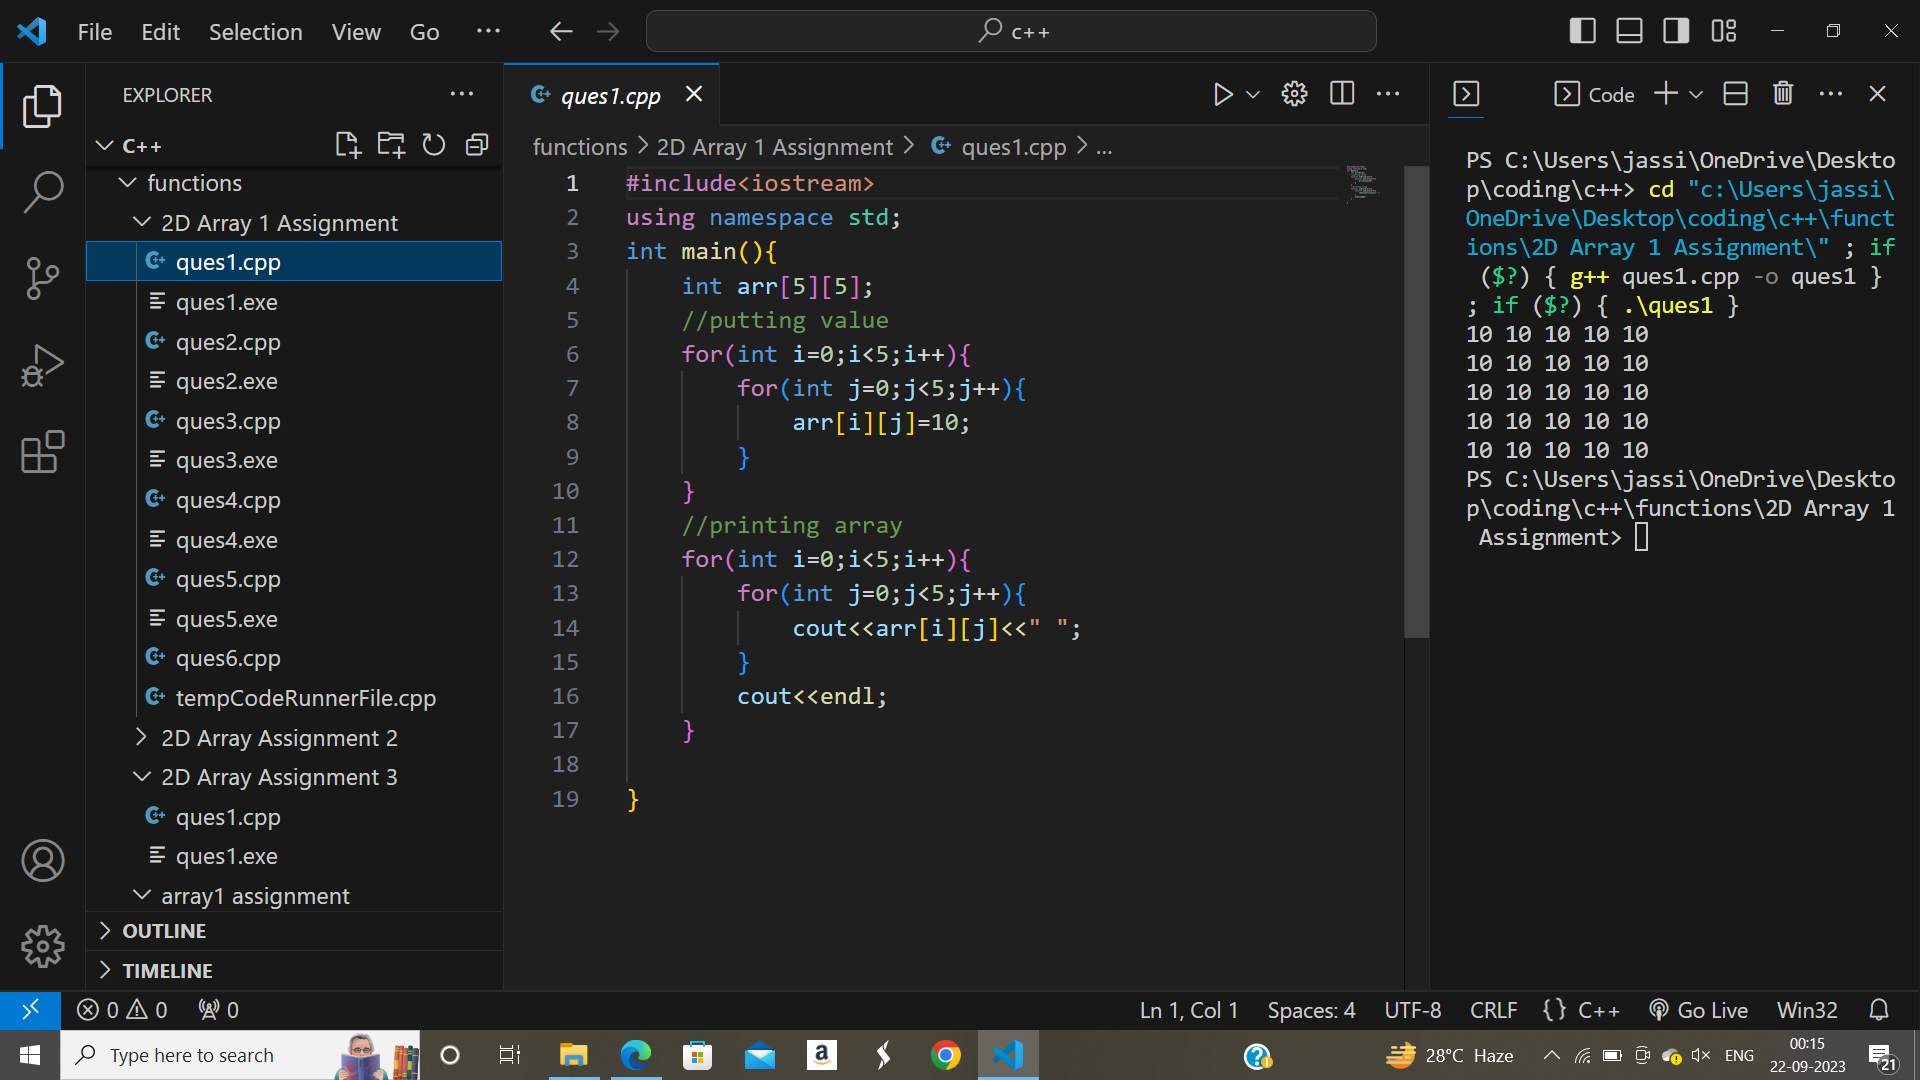 File Edit Selection View Go ··· c++
EXPLORER ···
C++
functions
2D Array 1 Assignment
ques1.cpp
ques1.exe
ques2.cpp
ques2.exe
ques3.cpp
ques3.exe
ques4.cpp
ques4.exe
ques5.cpp
ques5.exe
ques6.cpp
tempCodeRunnerFile.cpp
2D Array Assignment 2
2D Array Assignment 3
ques1.cpp
ques1.exe
array1 assignment
OUTLINE
TIMELINE
ques1.cpp
functions > 2D Array 1 Assignment > ques1.cpp > ...
1 #include<iostream>
2 using namespace std;
3 int main(){
4 int arr[5][5];
5 //putting value
6 for(int i=0;i<5;i++){
7 for(int j=0;j<5;j++){
8 arr[i][j]=10;
9 }
10 }
11 //printing array
12 for(int i=0;i<5;i++){
13 for(int j=0;j<5;j++){
14 cout<<arr[i][j]<<" ";
15 }
16 cout<<endl;
17 }
18
19 }
Code
PS C:\Users\jassi\OneDrive\Deskto
p\coding\c++> cd "c:\Users\jassi\
OneDrive\Desktop\coding\c++\funct
ions\2D Array 1 Assignment\" ; if
($?) { g++ ques1.cpp -o ques1 }
; if ($?) { .\ques1 }
10 10 10 10 10
10 10 10 10 10
10 10 10 10 10
10 10 10 10 10
10 10 10 10 10
PS C:\Users\jassi\OneDrive\Deskto
p\coding\c++\functions\2D Array 1
Assignment>
0 0 0 Ln 1, Col 1 Spaces: 4 UTF-8 CRLF {} C++ Go Live Win32
Type here to search 28°C Haze ENG 00:15
22-09-2023 21